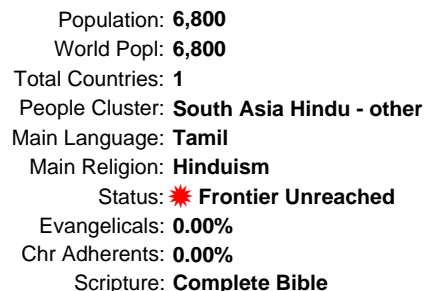 Population: 6,800
World Popl: 6,800
Total Countries: 1
People Cluster: South Asia Hindu - other
Main Language: Tamil
Main Religion: Hinduism
Status: Frontier Unreached
Evangelicals: 0.00%
Chr Adherents: 0.00%
Scripture: Complete Bible